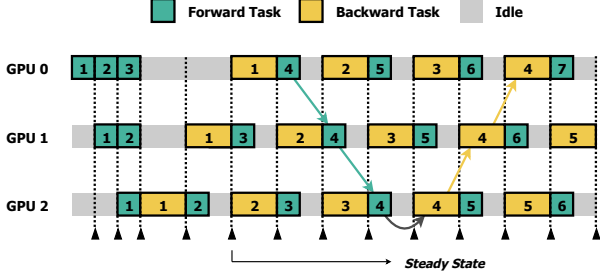 Forward Task Backward Task Idle
GPU 0 1 2 3 1 4 2 5 3 6 4 7
GPU 1 1 2 1 3 2 4 3 5 4 6 5
GPU 2 1 1 2 2 3 3 4 4 5 5 6
Steady State